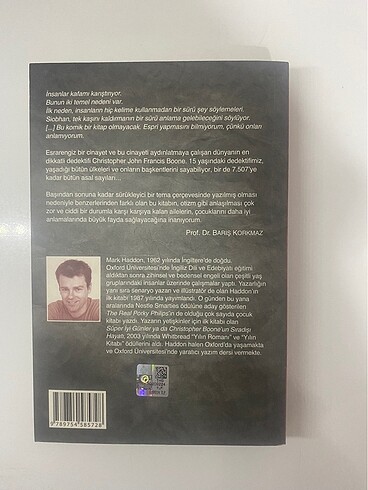 İnsanlar kafamı karıştırıyor.
Bunun iki temel nedeni var.
İlk neden, insanların hiç kelime kullanmadan bir sürü şey söylemeleri.
Siobhan, tek kaşını kaldırmanın bir sürü anlama gelebileceğini söylüyor.
[...] Bu komik bir kitap olmayacak. Espri yapmasını bilmiyorum, çünkü onları
anlamıyorum.
Esrarengiz bir cinayet ve bu cinayeti aydınlatmaya çalışan dünyanın en
dikkatli dedektifi Christopher John Francis Boone. 15 yaşındaki dedektifimiz,
yaşadığı bütün ülkeleri ve onların başkentlerini sayabiliyor, bir de 7.507'ye
kadar bütün asal sayıları...
Başından sonuna kadar sürükleyici bir tema çerçevesinde yazılmış olması
nedeniyle benzerlerinden farklı olan bu kitabın, otizm gibi anlaşılması çok
zor ve ciddi bir durumla karşı karşıya kalan ailelerin, çocuklarını daha iyi
anlamalarında büyük fayda sağlayacağına inanıyorum.
Prof. Dr. BARIŞ KORKMAZ
Mark Haddon, 1962 yılında İngiltere'de doğdu.
Oxford Üniversitesi'nde İngiliz Dili ve Edebiyatı eğitimi
aldıktan sonra zihinsel ve bedensel engeli olan çeşitli yaş
gruplarındaki insanlar üzerinde çalışmalar yaptı. Yazarlığın
yanı sıra senaryo yazarı ve illüstratör de olan Haddon'ın
ilk kitabı 1987 yılında yayımlandı. O günden bu yana
aralarında Nestle Smarties ödülüne aday gösterilen
The Real Porky Philips'in de olduğu çok sayıda çocuk
kitabı yazdı. Yazarın yetişkinler için ilk kitabı olan
Süper İyi Günler ya da Christopher Boone'un Sıradışı
Hayatı, 2003 yılında Whitbread "Yılın Romanı" ve "Yılın
Kitabı" ödüllerini aldı. Haddon halen Oxford'da yaşamakta
ve Oxford Üniversitesi'nde yaratıcı yazım dersi vermekte.
9789754585728